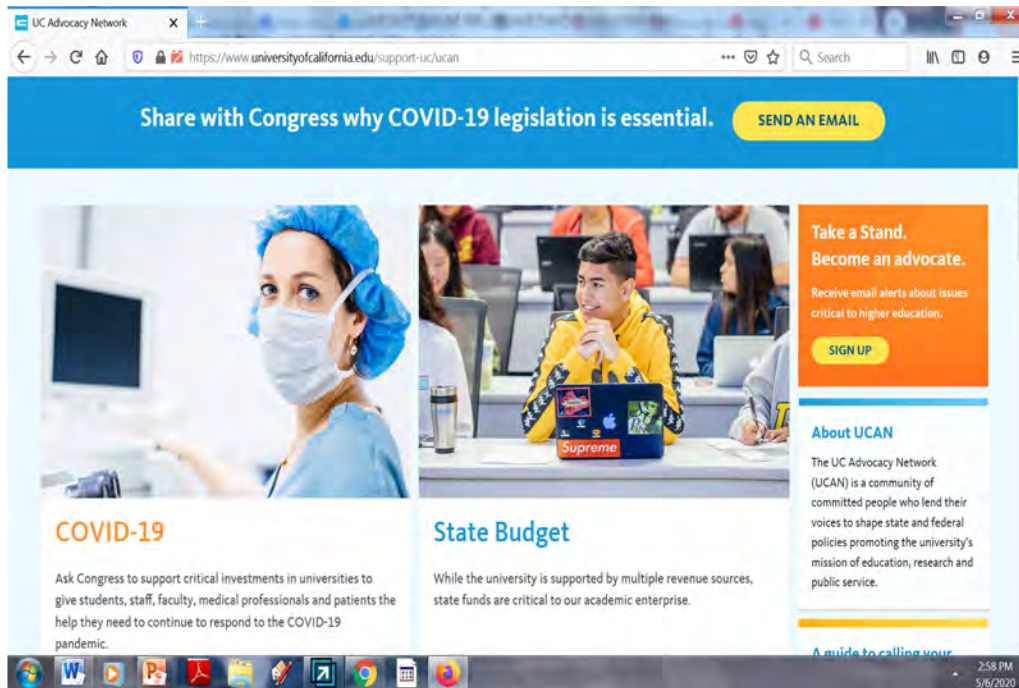 UC Advocacy Network
https://www.universityofcalifornia.edu/support-uc/ucan
Search
Share with Congress why COVID-19 legislation is essential.
SEND AN EMAIL
Supreme
COVID-19
Ask Congress to support critical investments in universities to
give students, staff, faculty, medical professionals and patients the
help they need to continue to respond to the COVID-19
pandemic.
State Budget
While the university is supported by multiple revenue sources,
state funds are critical to our academic enterprise.
Take a Stand.
Become an advocate.
Receive email alerts about issues
critical to higher education.
SIGN UP
About UCAN
The UC Advocacy Network
(UCAN) is a community of
committed people who lend their
voices to shape state and federal
policies promoting the university's
mission of education, research and
public service.
A guide to calling your
2:58 PM
5/6/2020